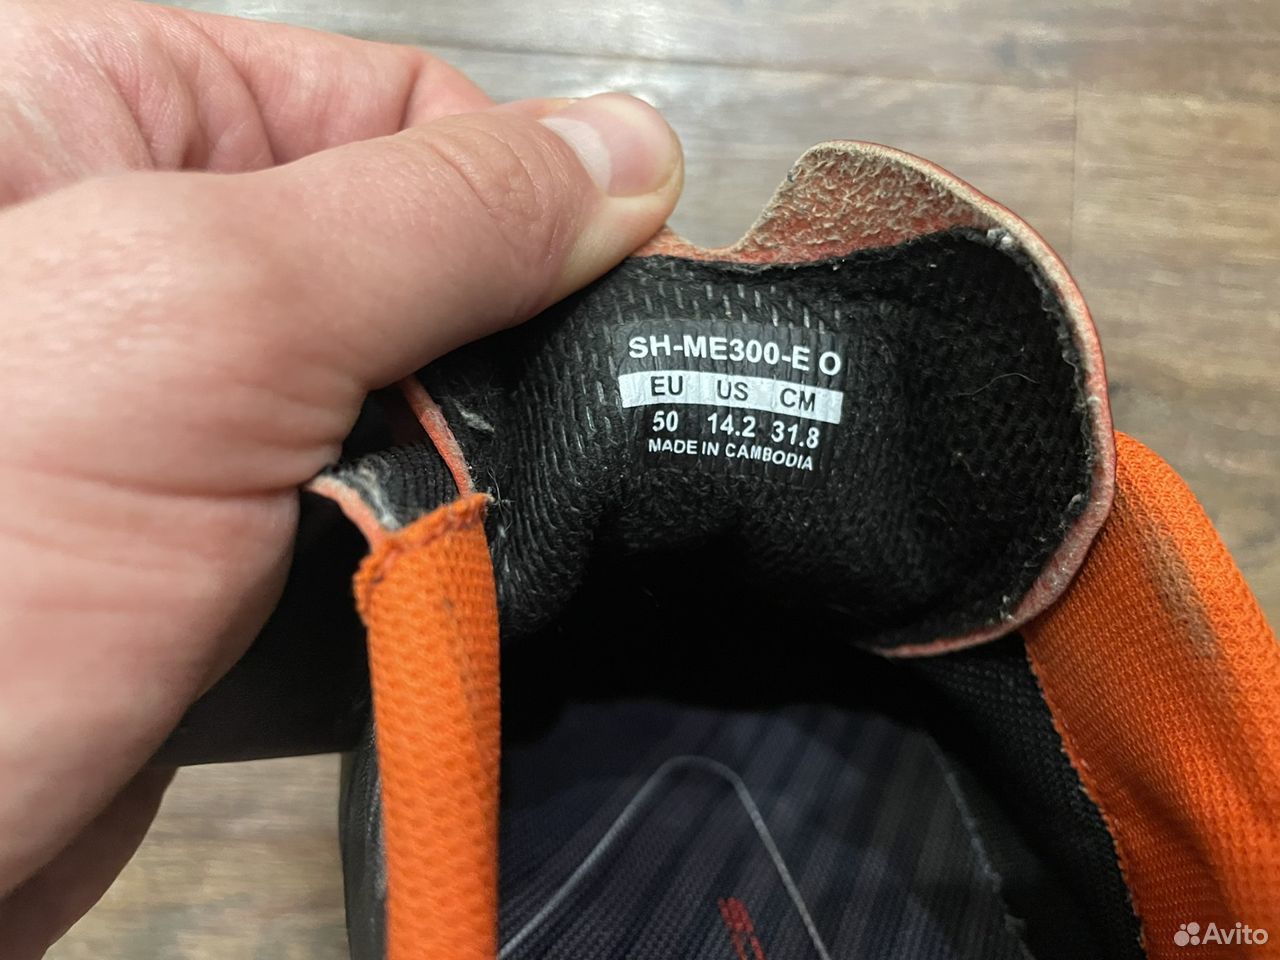 SH-ME300-E O
EU US CM
50 14.2 31.8
MADE IN CAMBODIA
Avito